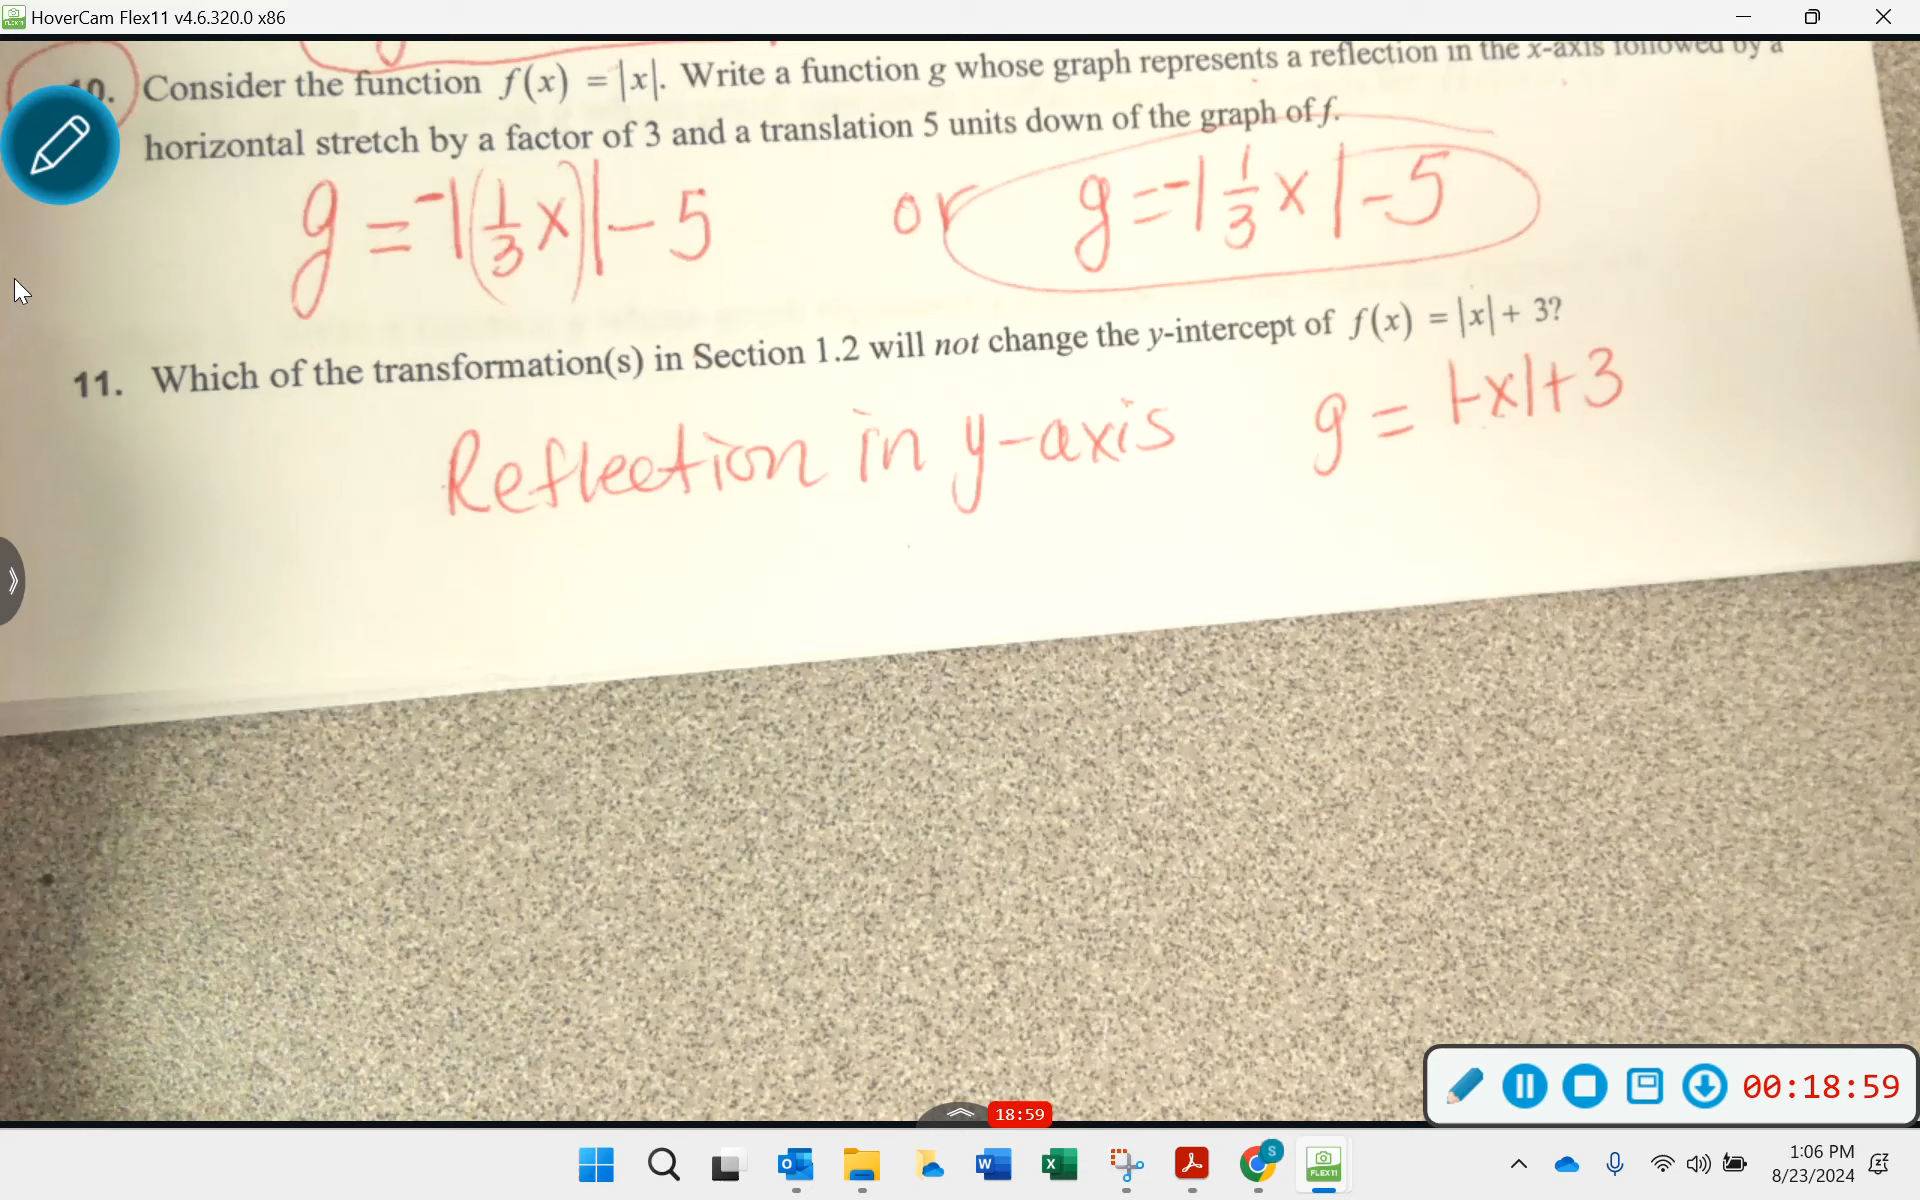 HoverCam Flex11 v4.6.320.0 x86
10. Consider the function f(x) = |x|. Write a function g whose graph represents a reflection in the x-axis followed by a
horizontal stretch by a factor of 3 and a translation 5 units down of the graph of f.
g = -|(1/3 x)| - 5 or g = -|1/3 x| - 5
11. Which of the transformation(s) in Section 1.2 will not change the y-intercept of f(x) = |x| + 3?
Reflection in y-axis g = |-x| + 3
00:18:59
18:59
FLEX11
1:06 PM
8/23/2024